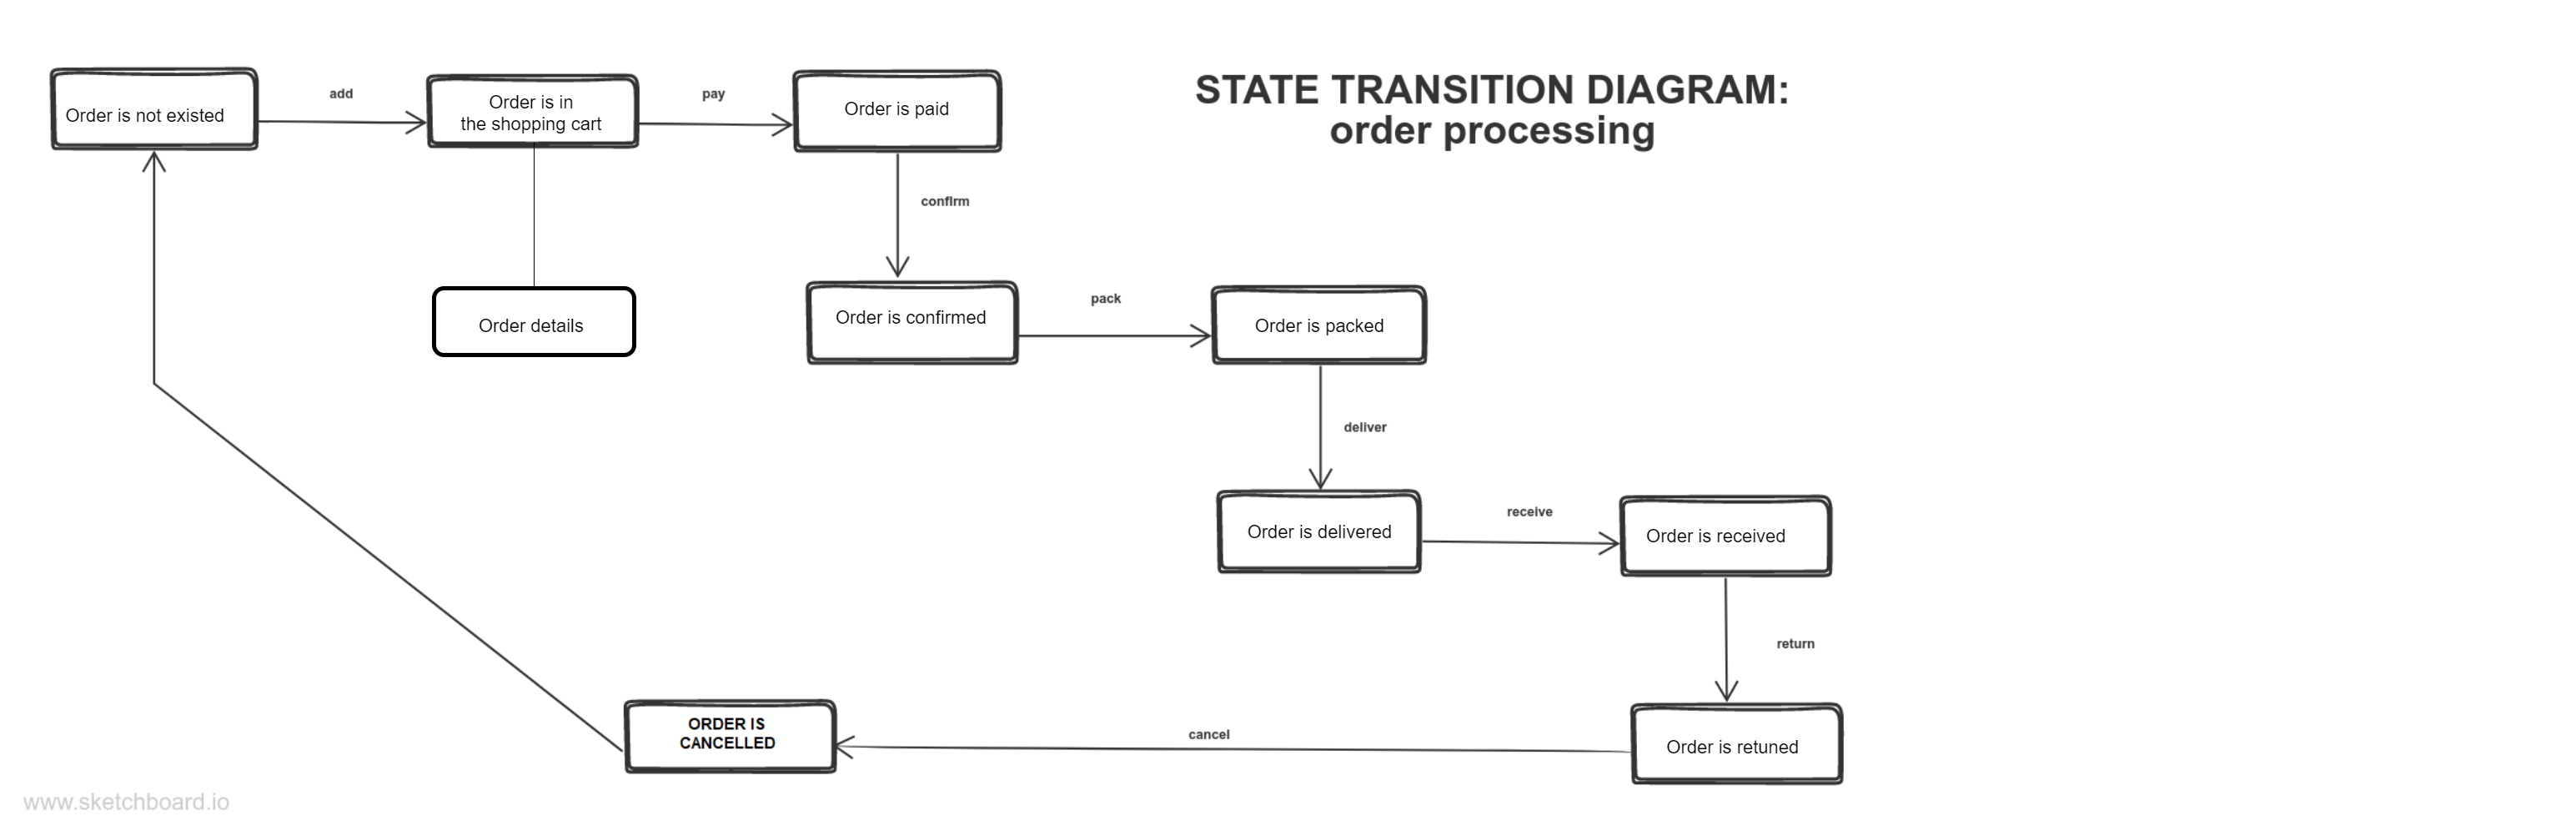 STATE TRANSITION DIAGRAM:
order processing
Order is not existed
add
Order is in
the shopping cart
pay
Order is paid
confirm
Order details
Order is confirmed
pack
Order is packed
deliver
Order is delivered
receive
Order is received
return
Order is retuned
cancel
ORDER IS
CANCELLED
www.sketchboard.io